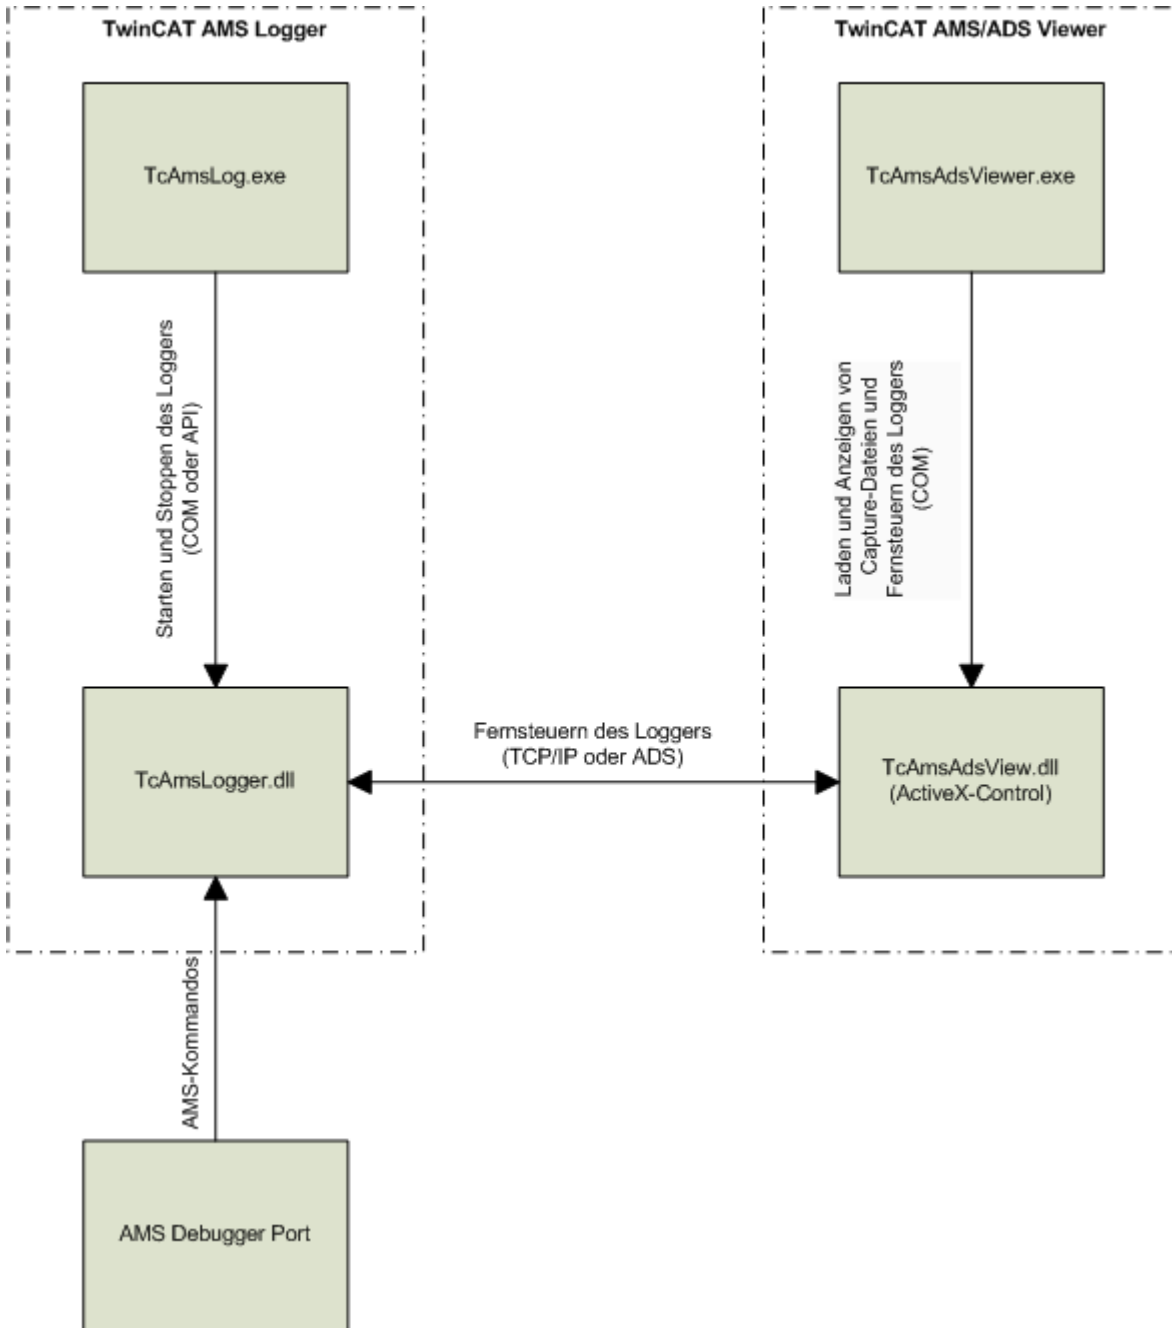 TwinCAT AMS Logger
TwinCAT AMS/ADS Viewer
TcAmsLog.exe
TcAmsAdsViewer.exe
Starten und Stoppen des Loggers
(COM oder API)
Laden und Anzeigen von
Capture-Dateien und
Fernsteuern des Loggers
(COM)
TcAmsLogger.dll
Fernsteuern des Loggers
(TCP/IP oder ADS)
TcAmsAdsView.dll
(ActiveX-Control)
AMS-Kommandos
AMS Debugger Port